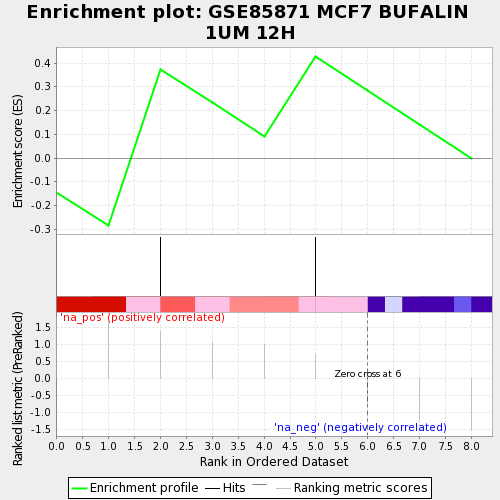 Enrichment plot: GSE85871 MCF7 BUFALIN
1UM 12H
Enrichment score (ES)
0.4
0.3
0.2
0.1
0.0
-0.1
-0.2
-0.3
'na_pos' (positively correlated)
Ranked list metric (PreRanked)
1.5
1.0
0.5
0.0
-0.5
-1.0
-1.5
Zero cross at 6
'na_neg' (negatively correlated)
0.0 0.5 1.0 1.5 2.0 2.5 3.0 3.5 4.0 4.5 5.0 5.5 6.0 6.5 7.0 7.5 8.0
Rank in Ordered Dataset
Enrichment profile Hits Ranking metric scores